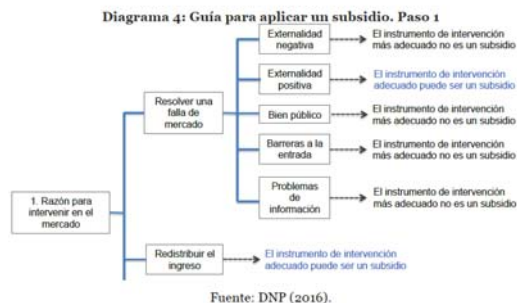 Diagrama 4: Guía para aplicar un subsidio. Paso 1
Externalidad
negativa
El instrumento de intervención
más adecuado no es un subsidio
Externalidad
positiva
El instrumento de intervención
adecuado puede ser un subsidio
Resolver una
falla de
mercado
Bien público
El instrumento de intervención
más adecuado no es un subsidio
Barreras a la
entrada
El instrumento de intervención
más adecuado no es un subsidio
Problemas
de
información
El instrumento de intervención
más adecuado no es un subsidio
1. Razón para
intervenir en el
mercado
Redistribuir el
ingreso
El instrumento de intervención
adecuado puede ser un subsidio
Fuente: DNP (2016).